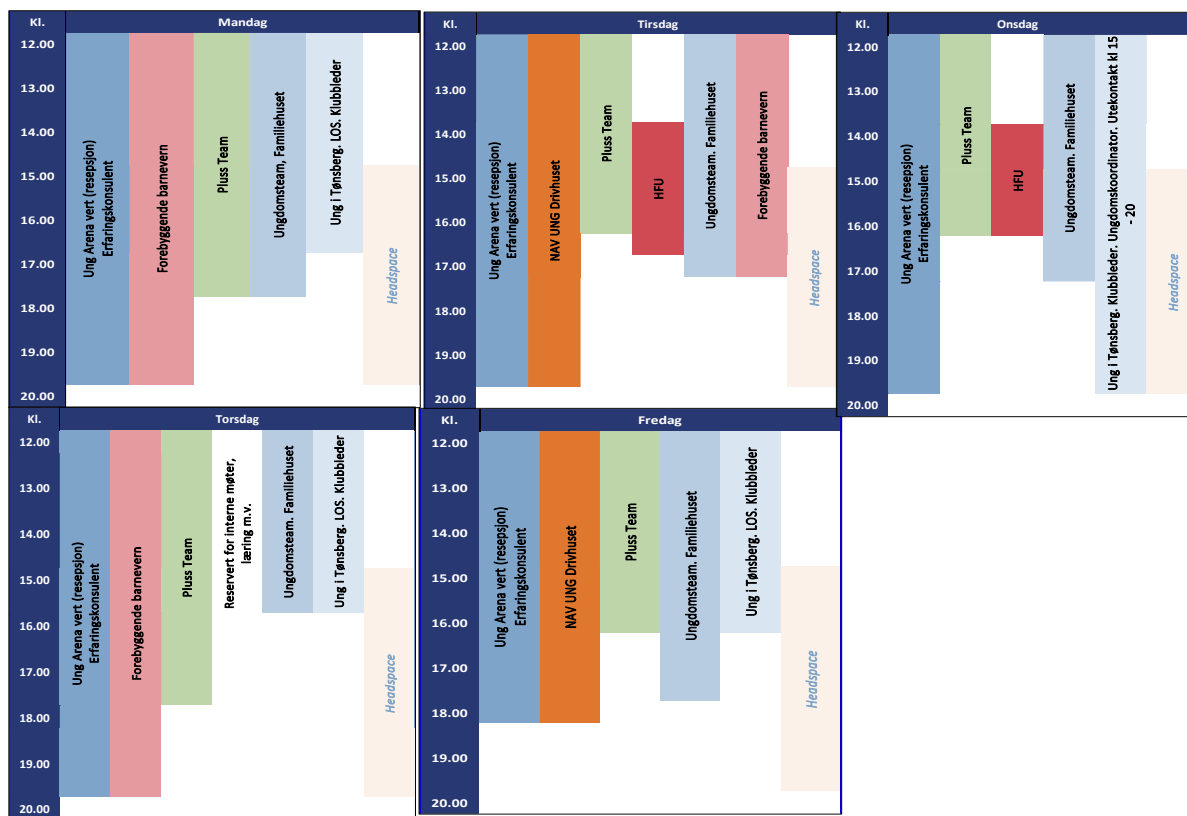 Kl.
Mandag
12.00
13.00
14.00
15.00
16.00
17.00
18.00
19.00
20.00
Ung Arena vert (resepsjon)
Erfaringskonsulent
Forebyggende barnevern
Pluss Team
Ungdomsteam, Familiehuset
Ung i Tønsberg. LOS. Klubbleder
Headspace
Kl.
Tirsdag
12.00
13.00
14.00
15.00
16.00
17.00
18.00
19.00
20.00
Ung Arena vert (resepsjon)
Erfaringskonsulent
NAV UNG Drivhuset
Pluss Team
HFU
Ungdomsteam. Familiehuset
Forebyggende barnevern
Headspace
Kl.
Onsdag
12.00
13.00
14.00
15.00
16.00
17.00
18.00
19.00
20.00
Ung Arena vert (resepsjon)
Erfaringskonsulent
Pluss Team
HFU
Ungdomsteam. Familiehuset
Ung i Tønsberg. Klubbleder. Ungdomskoordinator. Utekontakt kl 15
- 20
Headspace
Kl.
Torsdag
12.00
13.00
14.00
15.00
16.00
17.00
18.00
19.00
20.00
Ung Arena vert (resepsjon)
Erfaringskonsulent
Forebyggende barnevern
Pluss Team
Reservert for interne møter,
læring m.v.
Ungdomsteam. Familiehuset
Ung i Tønsberg. LOS. Klubbleder
Headspace
Kl.
Fredag
12.00
13.00
14.00
15.00
16.00
17.00
18.00
19.00
20.00
Ung Arena vert (resepsjon)
Erfaringskonsulent
NAV UNG Drivhuset
Pluss Team
Ungdomsteam. Familiehuset
Ung i Tønsberg. LOS. Klubbleder
Headspace